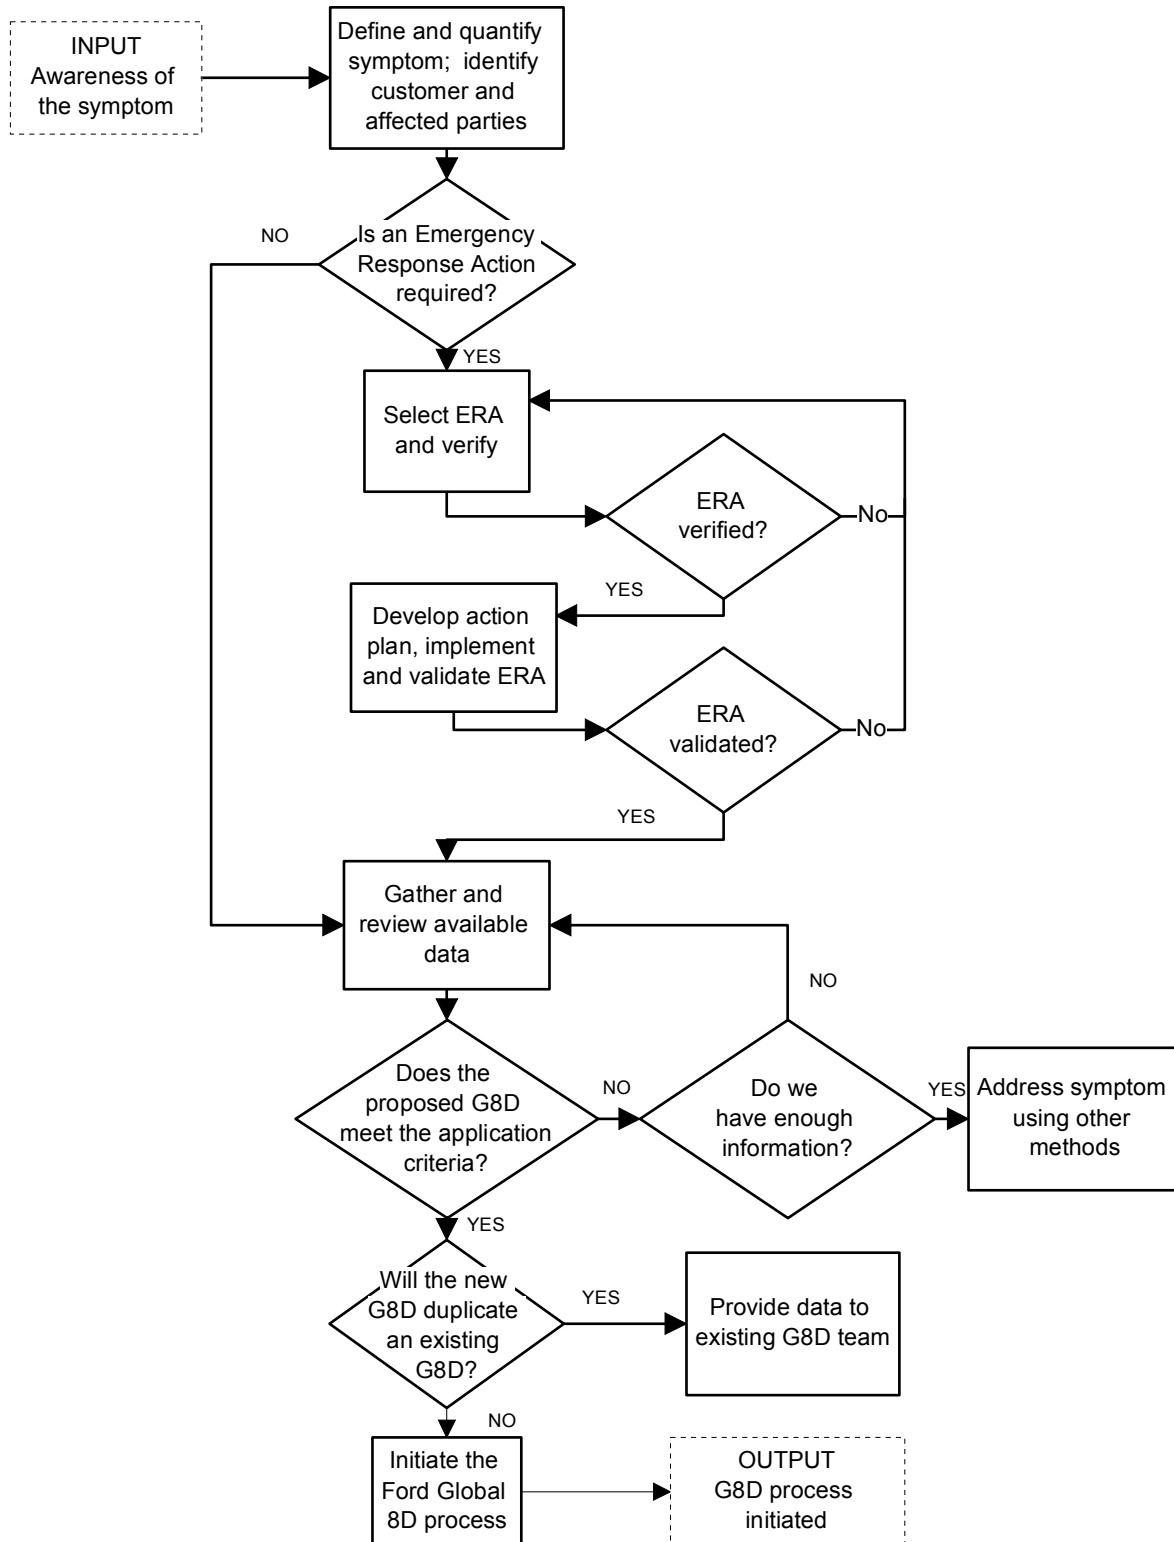 INPUT
Awareness of
the symptom
Define and quantify
symptom; identify
customer and
affected parties
NO
Is an Emergency
Response Action
required?
YES
Select ERA
and verify
ERA
verified?
No
YES
Develop action
plan, implement
and validate ERA
ERA
validated?
No
YES
Gather and
review available
data
NO
Does the
proposed G8D
meet the application
criteria?
NO
Do we
have enough
information?
YES
Address symptom
using other
methods
YES
Will the new
G8D duplicate
an existing
G8D?
YES
Provide data to
existing G8D team
NO
Initiate the
Ford Global
8D process
OUTPUT
G8D process
initiated